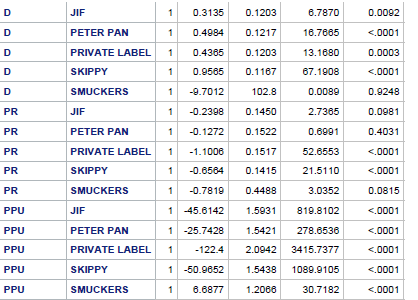 D JIF 1 0.3135 0.1203 6.7870 0.0092
D PETER PAN 1 0.4984 0.1217 16.7665 <.0001
D PRIVATE LABEL 1 0.4365 0.1203 13.1680 0.0003
D SKIPPY 1 0.9565 0.1167 67.1908 <.0001
D SMUCKERS 1 -9.7012 102.8 0.0089 0.9248
PR JIF 1 -0.2398 0.1450 2.7365 0.0981
PR PETER PAN 1 -0.1272 0.1522 0.6991 0.4031
PR PRIVATE LABEL 1 -1.1006 0.1517 52.6553 <.0001
PR SKIPPY 1 -0.6564 0.1415 21.5110 <.0001
PR SMUCKERS 1 -0.7819 0.4488 3.0352 0.0815
PPU JIF 1 -45.6142 1.5931 819.8102 <.0001
PPU PETER PAN 1 -25.7428 1.5421 278.6536 <.0001
PPU PRIVATE LABEL 1 -122.4 2.0942 3415.7377 <.0001
PPU SKIPPY 1 -50.9652 1.5438 1089.9105 <.0001
PPU SMUCKERS 1 6.6877 1.2066 30.7182 <.0001